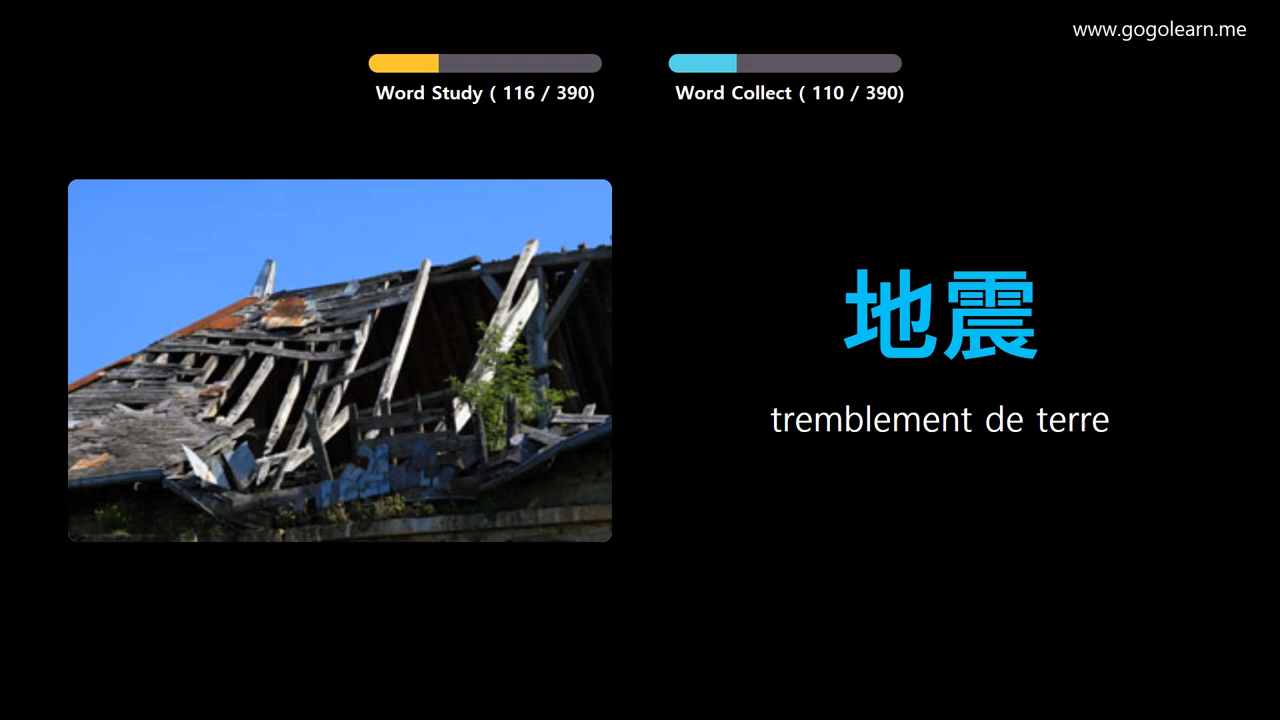 www.gogolearn.me
Word Study ( 116 / 390)
Word Collect ( 110 / 390)
地震
tremblement de terre